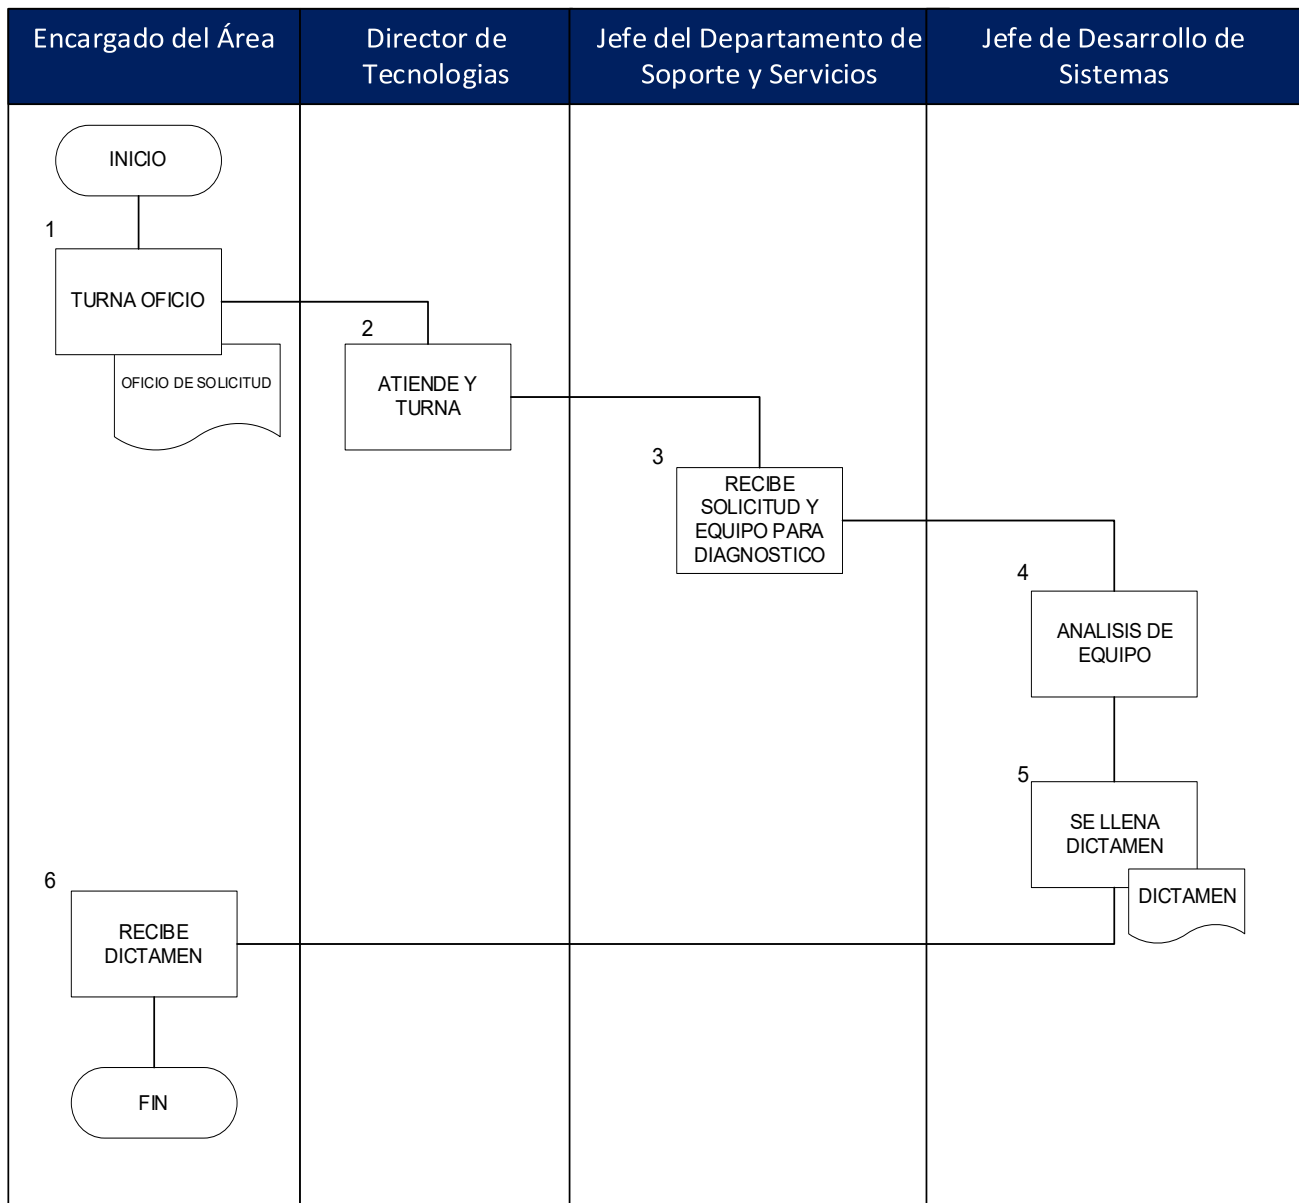 Encargado del Área
Director de
Tecnologias
Jefe del Departamento de
Soporte y Servicios
Jefe de Desarrollo de
Sistemas
INICIO
1
TURNA OFICIO
OFICIO DE SOLICITUD
2
ATIENDE Y
TURNA
3
RECIBE
SOLICITUD Y
EQUIPO PARA
DIAGNOSTICO
4
ANALISIS DE
EQUIPO
5
SE LLENA
DICTAMEN
DICTAMEN
6
RECIBE
DICTAMEN
FIN